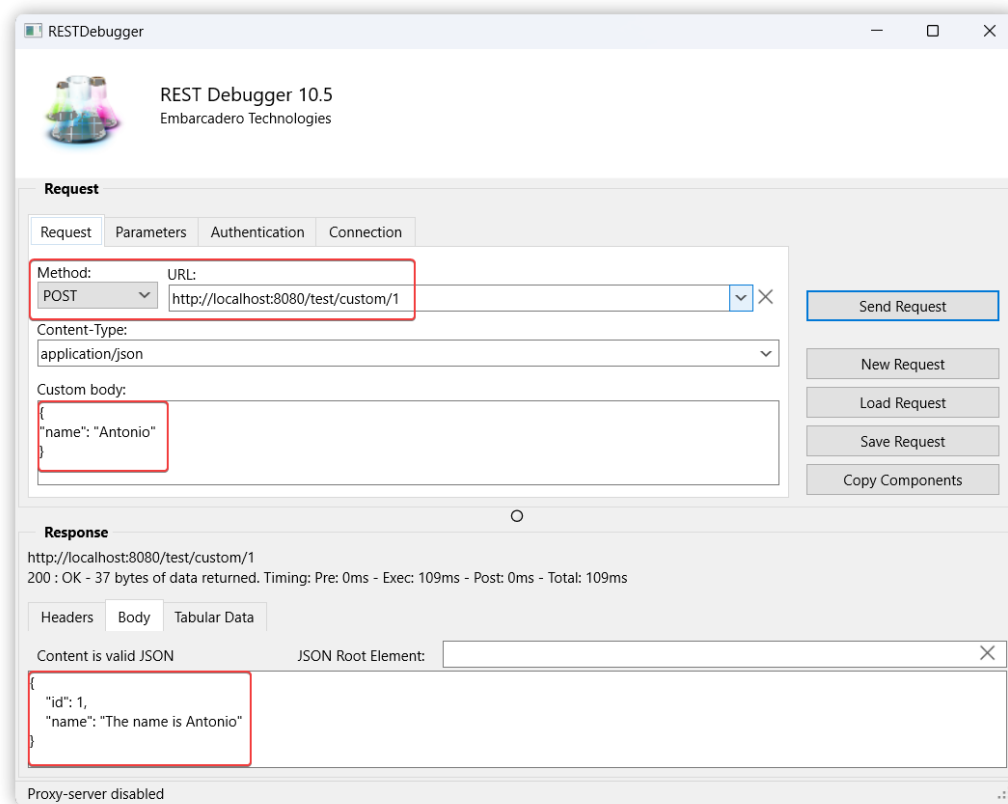 RESTDebugger
REST Debugger 10.5
Embarcadero Technologies
Request
Request Parameters Authentication Connection
Method: URL:
POST http://localhost:8080/test/custom/1
Send Request
Content-Type:
application/json
New Request
Custom body:
Load Request
{
"name": "Antonio"
}
Save Request
Copy Components
Response
http://localhost:8080/test/custom/1
200 : OK - 37 bytes of data returned. Timing: Pre: 0ms - Exec: 109ms - Post: 0ms - Total: 109ms
Headers Body Tabular Data
Content is valid JSON JSON Root Element:
{
"id": 1,
"name": "The name is Antonio"
}
Proxy-server disabled